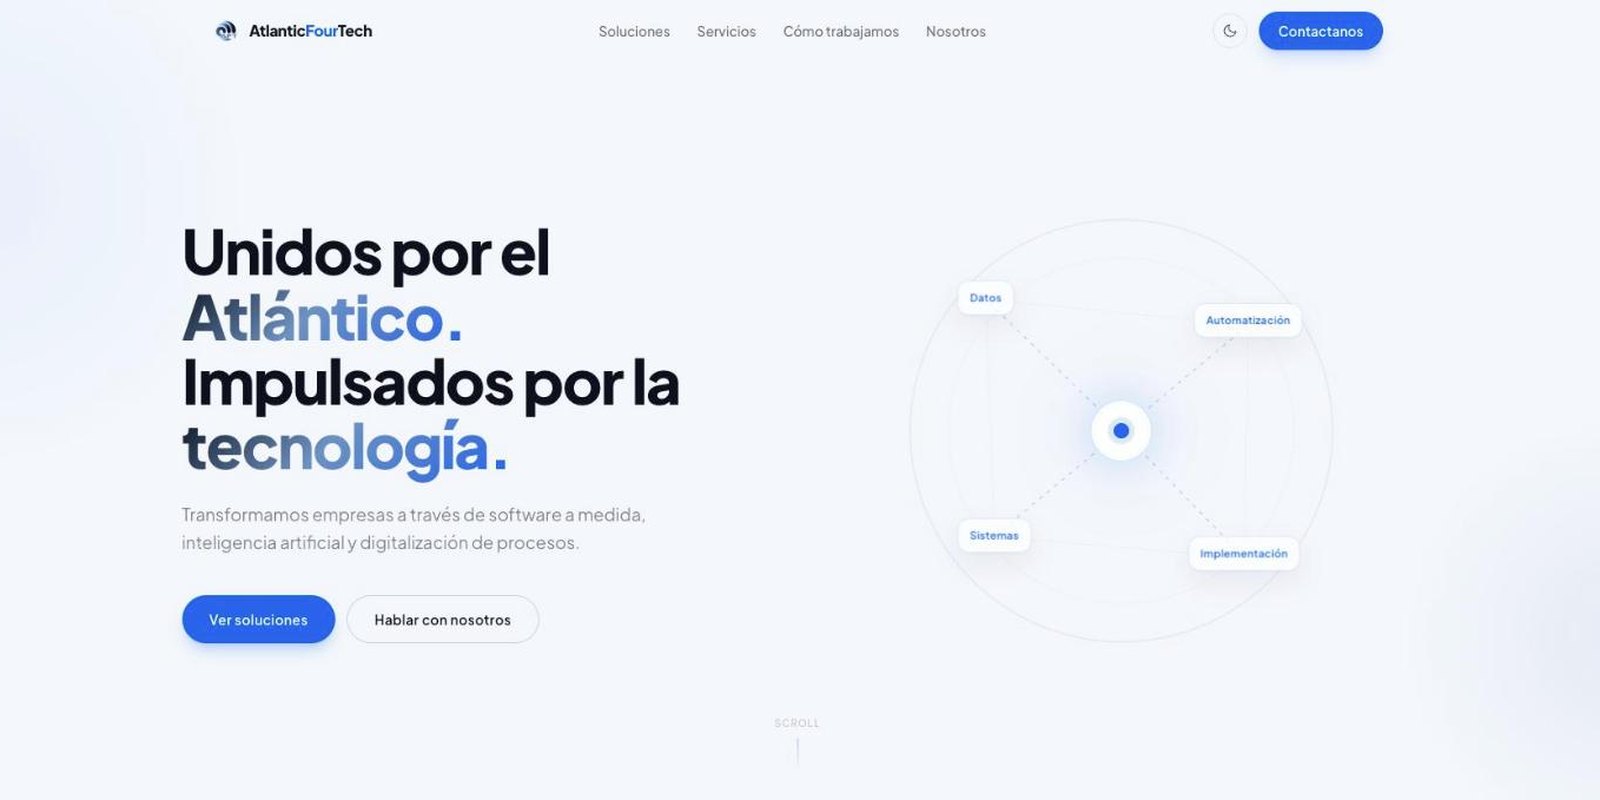 AtlanticFourTech
Soluciones
Servicios
Cómo trabajamos
Nosotros
Contactanos
Unidos por el
Atlántico.
Impulsados por la
tecnología.
Transformamos empresas a través de software a medida,
inteligencia artificial y digitalización de procesos.
Ver soluciones
Hablar con nosotros
Datos
Automatización
Sistemas
Implementación
SCROLL